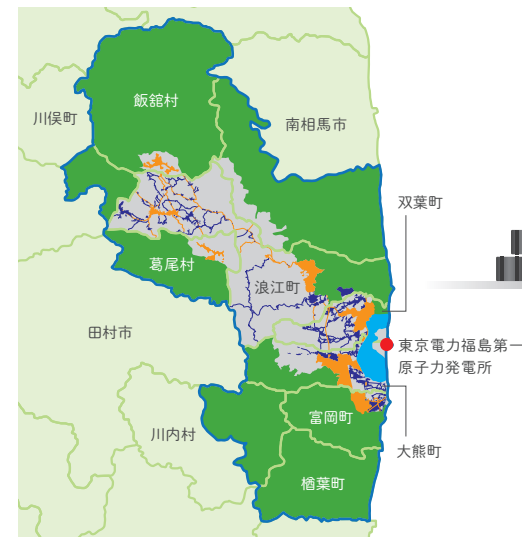 飯舘村
川俣町
南相馬市
双葉町
葛尾村
浪江町
田村市
東京電力福島第一
原子力発電所
富岡町
川内村
大熊町
楢葉町